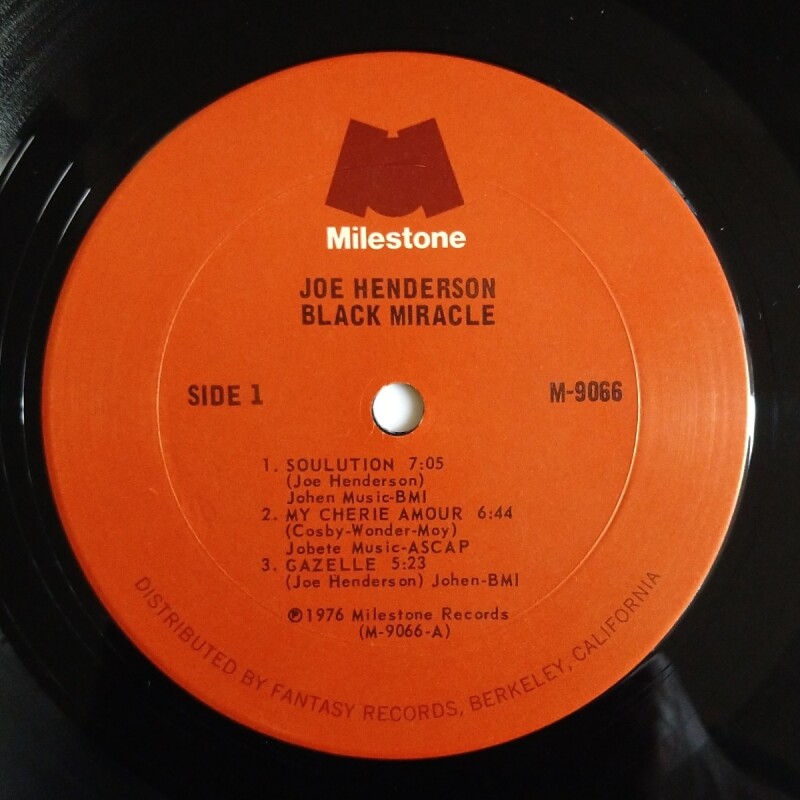 Milestone
JOE HENDERSON
BLACK MIRACLE
SIDE 1
M-9066
1. SOULUTION 7:05
(Joe Henderson)
Johen Music-BMI
2. MY CHERIE AMOUR 6:44
(Cosby-Wonder-Moy)
Jobete Music-ASCAP
3. GAZELLE 5:23
(Joe Henderson) Johen-BMI
℗1976 Milestone Records
(M-9066-A)
DISTRIBUTED BY FANTASY RECORDS, BERKELEY, CALIFORNIA